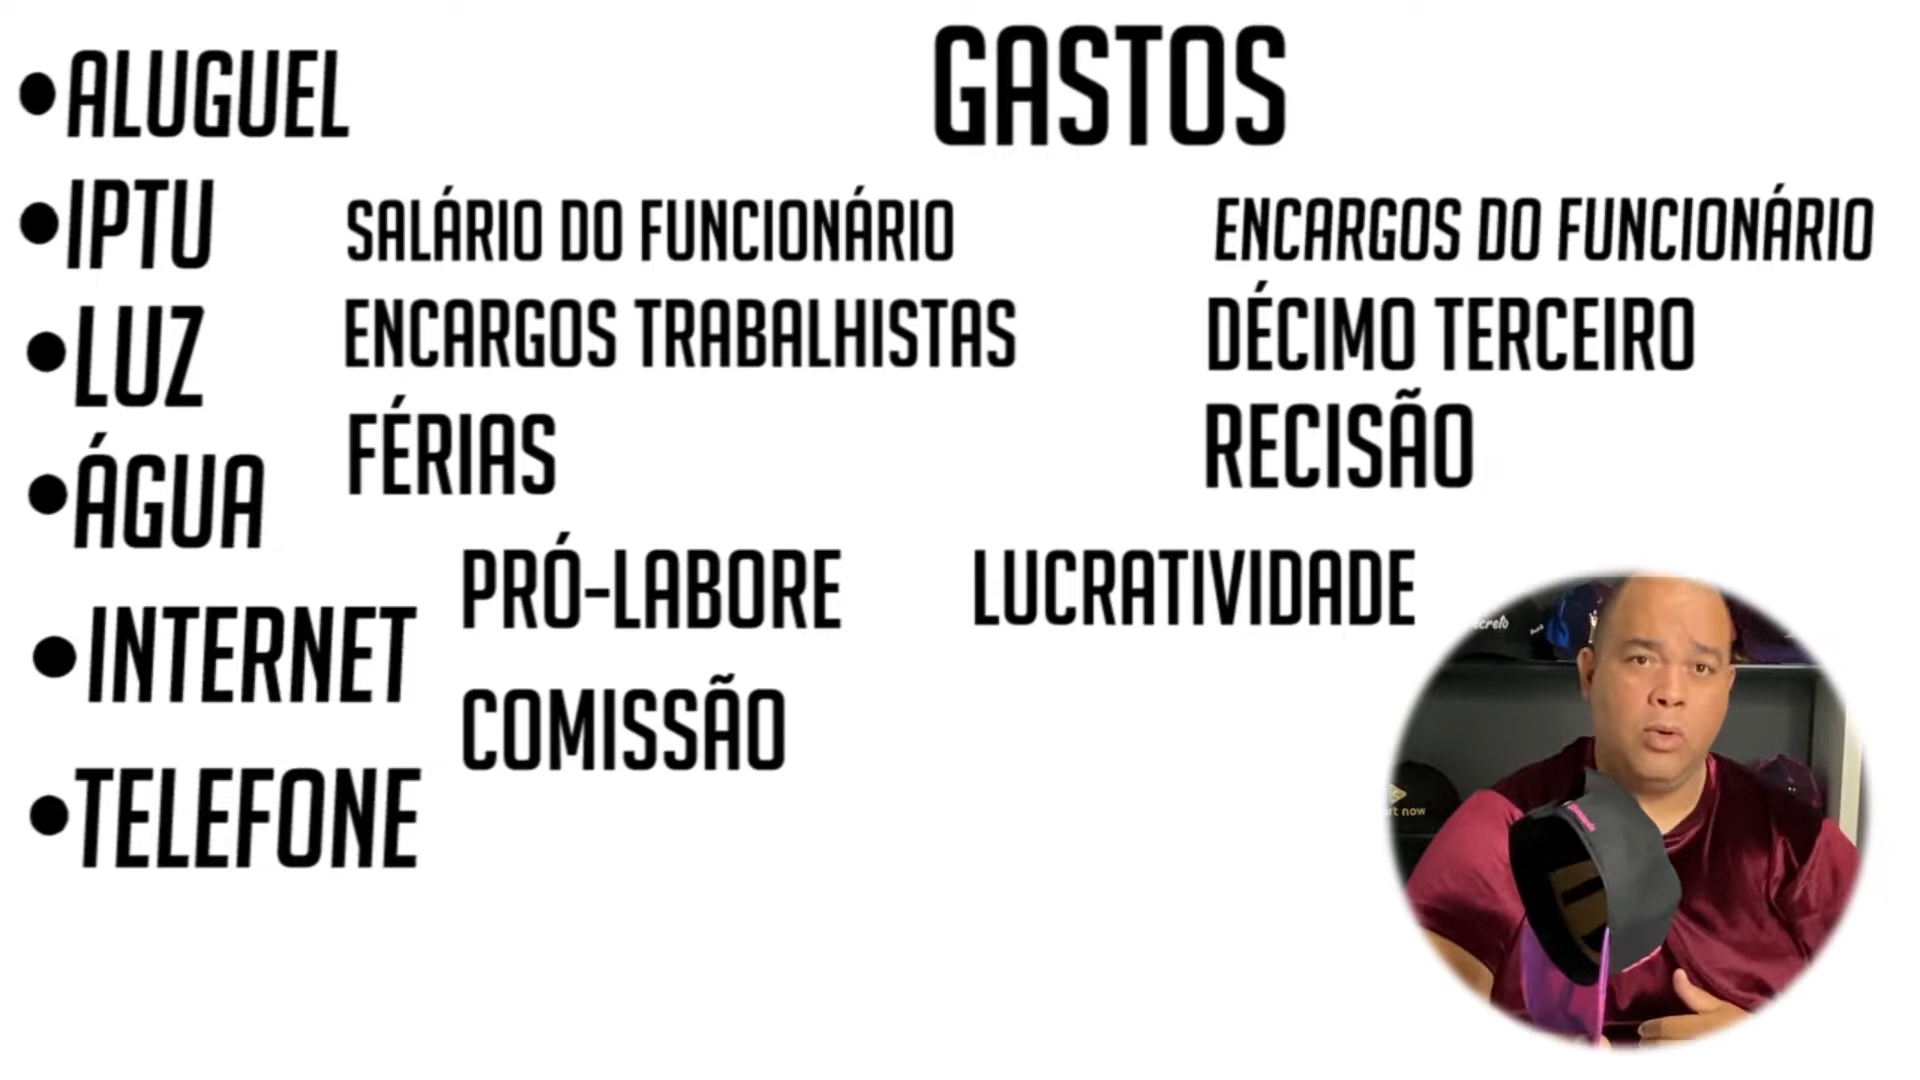 GASTOS
•ALUGUEL
•IPTU
•LUZ
•ÁGUA
•INTERNET
•TELEFONE
SALÁRIO DO FUNCIONÁRIO
ENCARGOS TRABALHISTAS
FÉRIAS
ENCARGOS DO FUNCIONÁRIO
DÉCIMO TERCEIRO
RECISÃO
PRÓ-LABORE
LUCRATIVIDADE
COMISSÃO
now